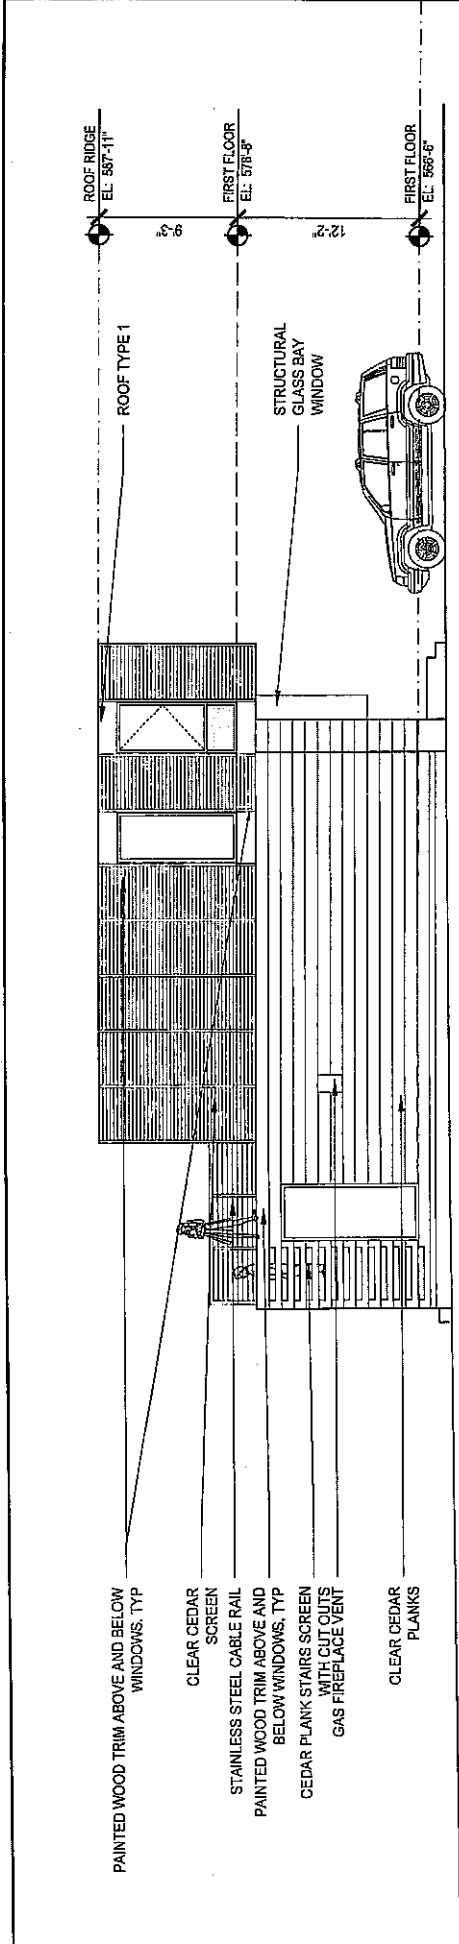 ROOF RIDGE
EL: 587'-11"
9'-3"
FIRST FLOOR
EL: 578'-8"
12'-2"
FIRST FLOOR
EL: 566'-6"
ROOF TYPE 1
STRUCTURAL
GLASS BAY
WINDOW
PAINTED WOOD TRIM ABOVE AND BELOW
WINDOWS, TYP
CLEAR CEDAR
SCREEN
STAINLESS STEEL CABLE RAIL
PAINTED WOOD TRIM ABOVE AND
BELOW WINDOWS, TYP
CEDAR PLANK STAIRS SCREEN
WITH CUT OUTS
GAS FIREPLACE VENT
CLEAR CEDAR
PLANKS